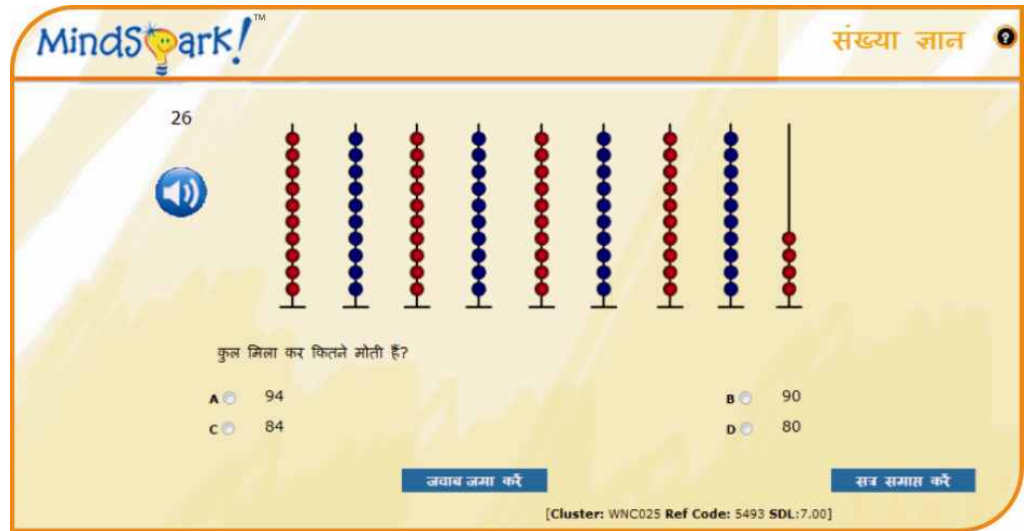 MindSpark!™
संख्या ज्ञान ?
26
कुल मिला कर कितने मोती हैं?
A 94 B 90
C 84 D 80
जवाब जमा करें सत्र समाप्त करें
[Cluster: WNC025 Ref Code: 5493 SDL:7.00]